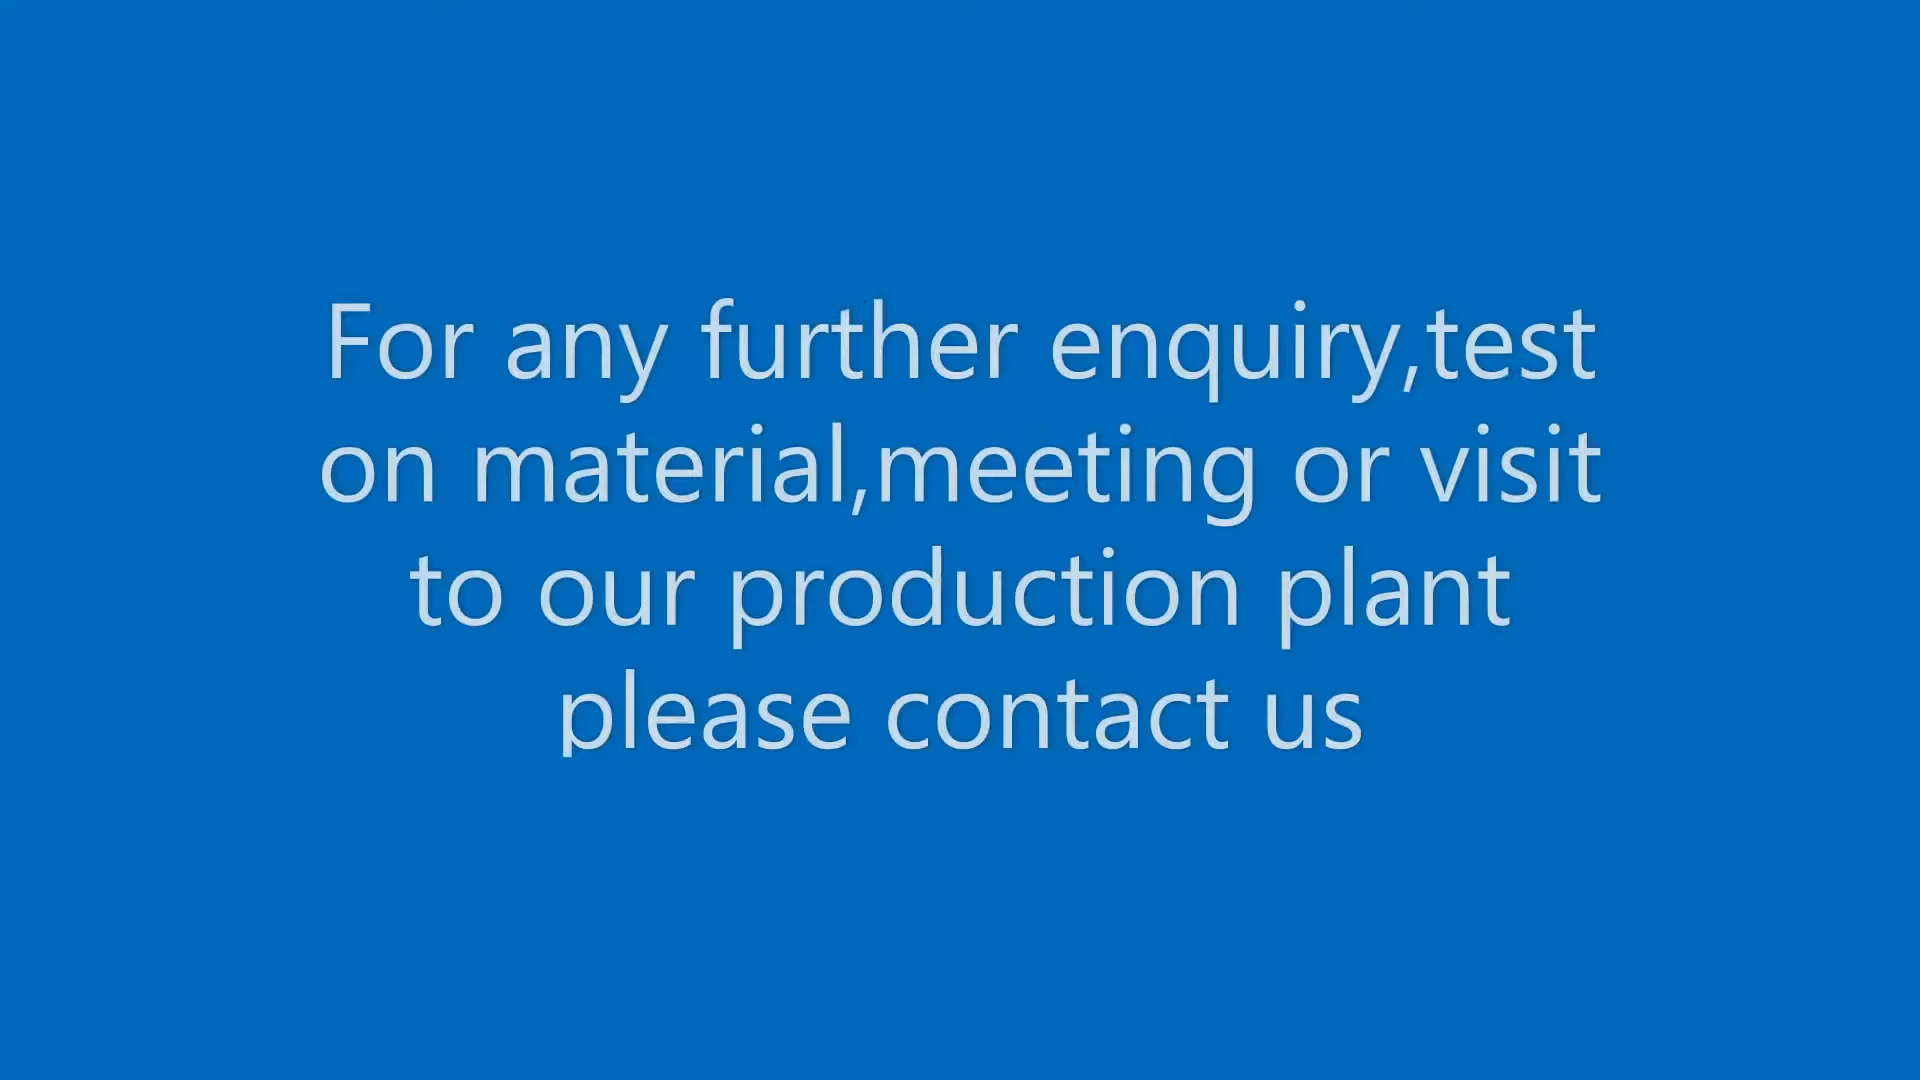 For any further enquiry,test
on material,meeting or visit
to our production plant
please contact us